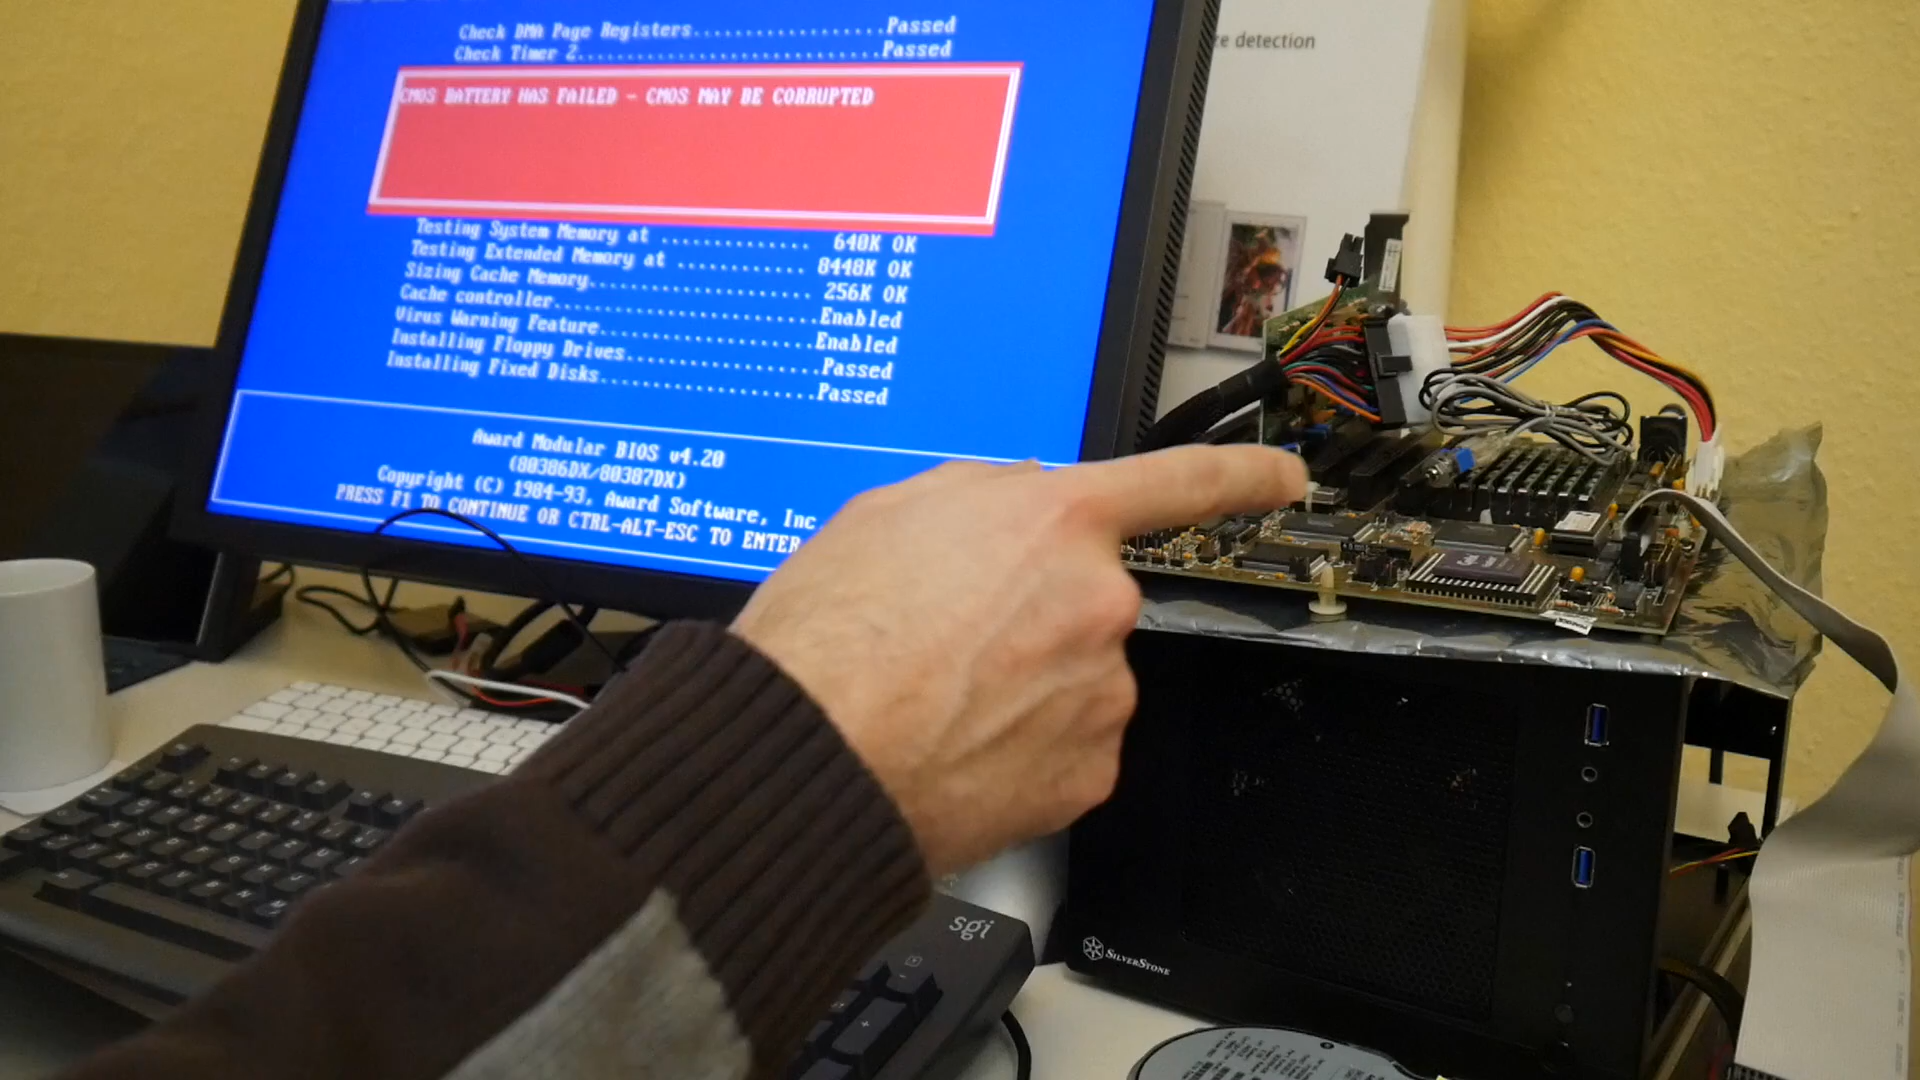 Check DMA Page Registers..................Passed
Check Timer 2.............................Passed
CMOS BATTERY HAS FAILED - CMOS MAY BE CORRUPTED
Testing System Memory at .............. 640K OK
Testing Extended Memory at ............ 8448K OK
Sizing Cache Memory.................... 256K OK
Cache controller........................Enabled
Virus Warning Feature...................Enabled
Installing Floppy Drives................Passed
Installing Fixed Disks..................Passed
Award Modular BIOS v4.20
(80386DX/80387DX)
Copyright (C) 1984-93, Award Software, Inc
PRESS F1 TO CONTINUE OR CTRL-ALT-ESC TO ENTER
detection
sgi
SILVERSTONE